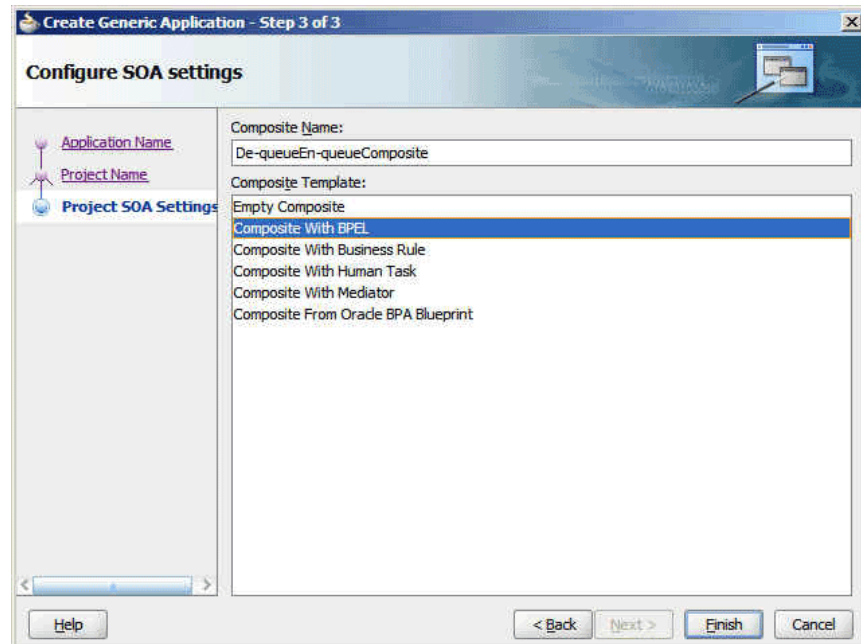 Create Generic Application - Step 3 of 3
Configure SOA settings
Application Name
Project Name
Project SOA Settings
Composite Name:
De-queueEn-queueComposite
Composite Template:
Empty Composite
Composite With BPEL
Composite With Business Rule
Composite With Human Task
Composite With Mediator
Composite From Oracle BPA Blueprint
Help
< Back
Next >
Finish
Cancel